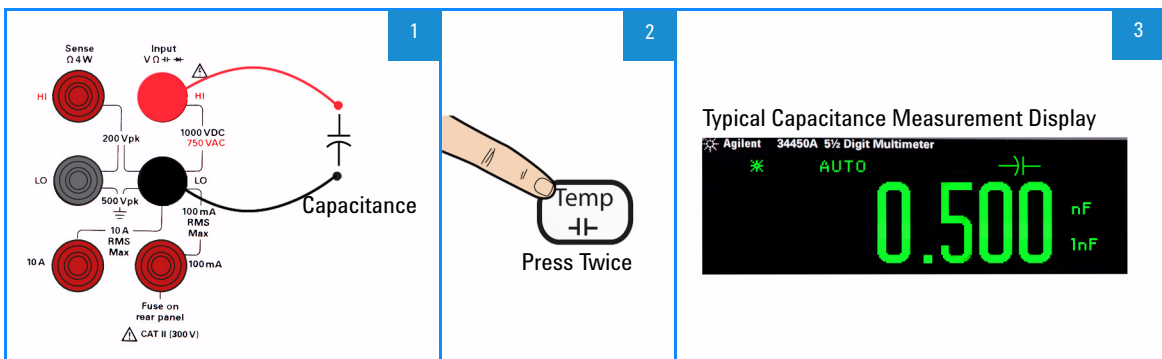 1
Sense
Ω 4 W
Input
V Ω ⊣⊢ ➔⊢
HI
HI
200 Vpk
1000 VDC
750 VAC
LO
LO
500 Vpk
100 mA
RMS
Max
10 A
RMS
Max
10 A
100 mA
Fuse on
rear panel
CAT II (300 V)
Capacitance
2
Temp
Press Twice
3
Typical Capacitance Measurement Display
Agilent 34450A 5½ Digit Multimeter
AUTO
0.500 nF
1nF